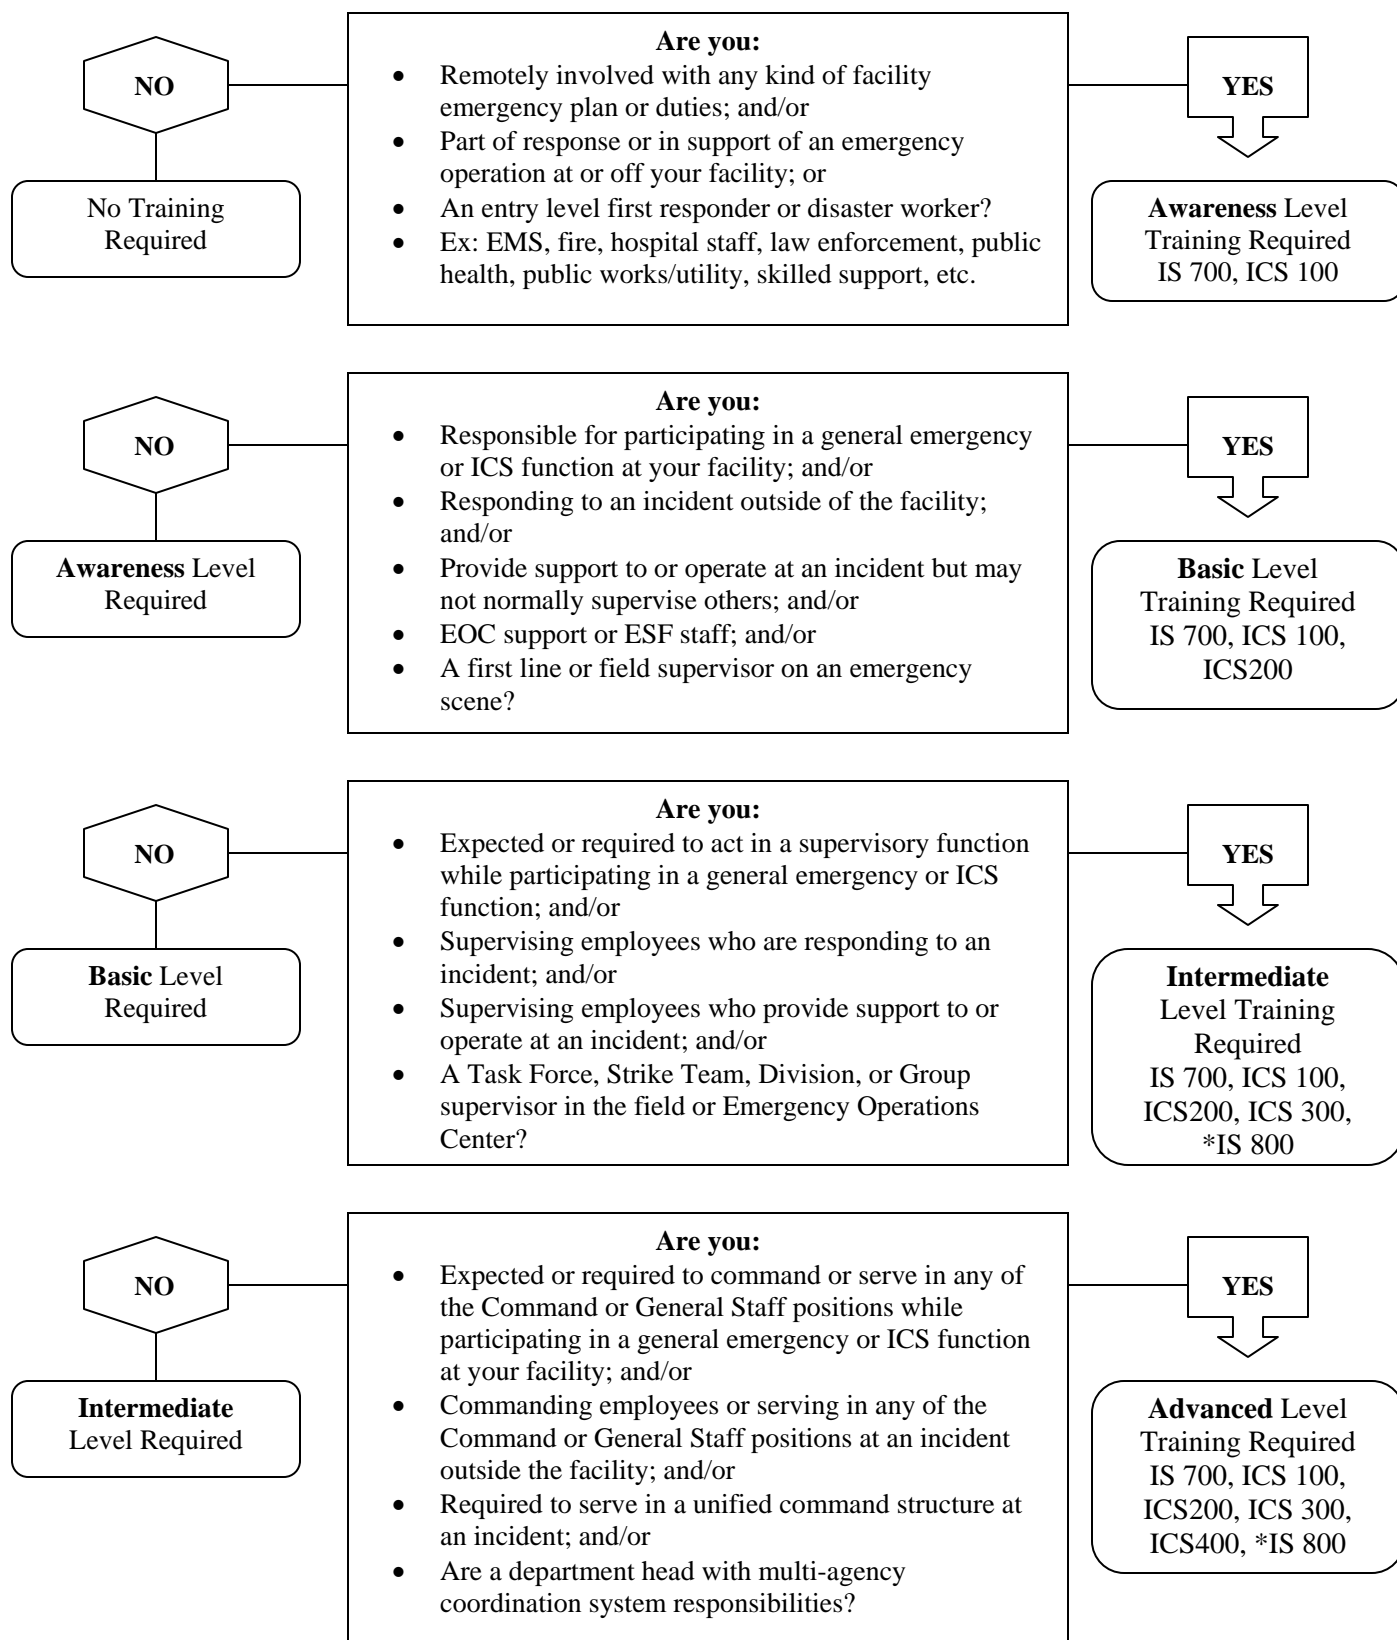 NO
Are you:
• Remotely involved with any kind of facility
emergency plan or duties; and/or
• Part of response or in support of an emergency
operation at or off your facility; or
• An entry level first responder or disaster worker?
• Ex: EMS, fire, hospital staff, law enforcement, public
health, public works/utility, skilled support, etc.
YES
No Training
Required
Awareness Level
Training Required
IS 700, ICS 100
NO
Are you:
• Responsible for participating in a general emergency
or ICS function at your facility; and/or
• Responding to an incident outside of the facility;
and/or
• Provide support to or operate at an incident but may
not normally supervise others; and/or
• EOC support or ESF staff; and/or
• A first line or field supervisor on an emergency
scene?
YES
Awareness Level
Required
Basic Level
Training Required
IS 700, ICS 100,
ICS200
NO
Are you:
• Expected or required to act in a supervisory function
while participating in a general emergency or ICS
function; and/or
• Supervising employees who are responding to an
incident; and/or
• Supervising employees who provide support to or
operate at an incident; and/or
• A Task Force, Strike Team, Division, or Group
supervisor in the field or Emergency Operations
Center?
YES
Basic Level
Required
Intermediate
Level Training
Required
IS 700, ICS 100,
ICS200, ICS 300,
*IS 800
NO
Are you:
• Expected or required to command or serve in any of
the Command or General Staff positions while
participating in a general emergency or ICS function
at your facility; and/or
• Commanding employees or serving in any of the
Command or General Staff positions at an incident
outside the facility; and/or
• Required to serve in a unified command structure at
an incident; and/or
• Are a department head with multi-agency
coordination system responsibilities?
YES
Intermediate
Level Required
Advanced Level
Training Required
IS 700, ICS 100,
ICS200, ICS 300,
ICS400, *IS 800